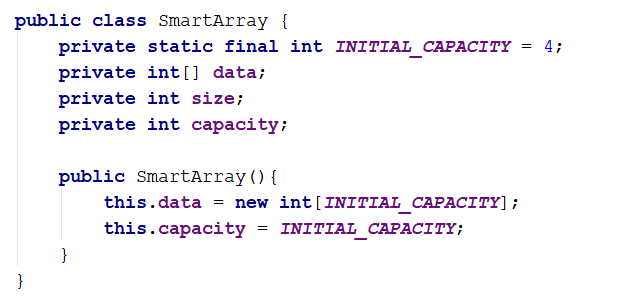 public class SmartArray {
    private static final int INITIAL_CAPACITY = 4;
    private int[] data;
    private int size;
    private int capacity;

    public SmartArray(){
        this.data = new int[INITIAL_CAPACITY];
        this.capacity = INITIAL_CAPACITY;
    }
}